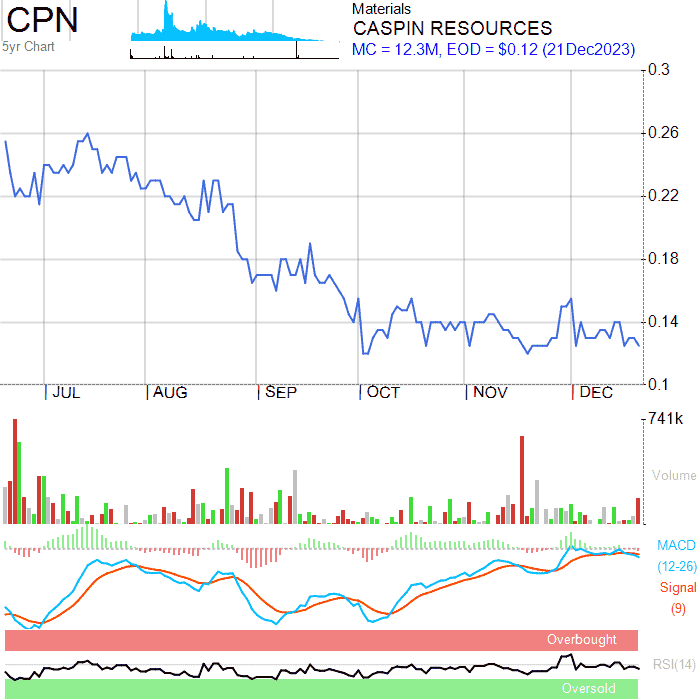 CPN
5yr Chart
Materials
CASPIN RESOURCES
MC = 12.3M, EOD = $0.12 (21Dec2023)
0.3
0.26
0.22
0.18
0.14
0.1
JUL AUG SEP OCT NOV DEC
741k
Volume
MACD
(12-26)
Signal
(9)
Overbought
RSI(14)
Oversold